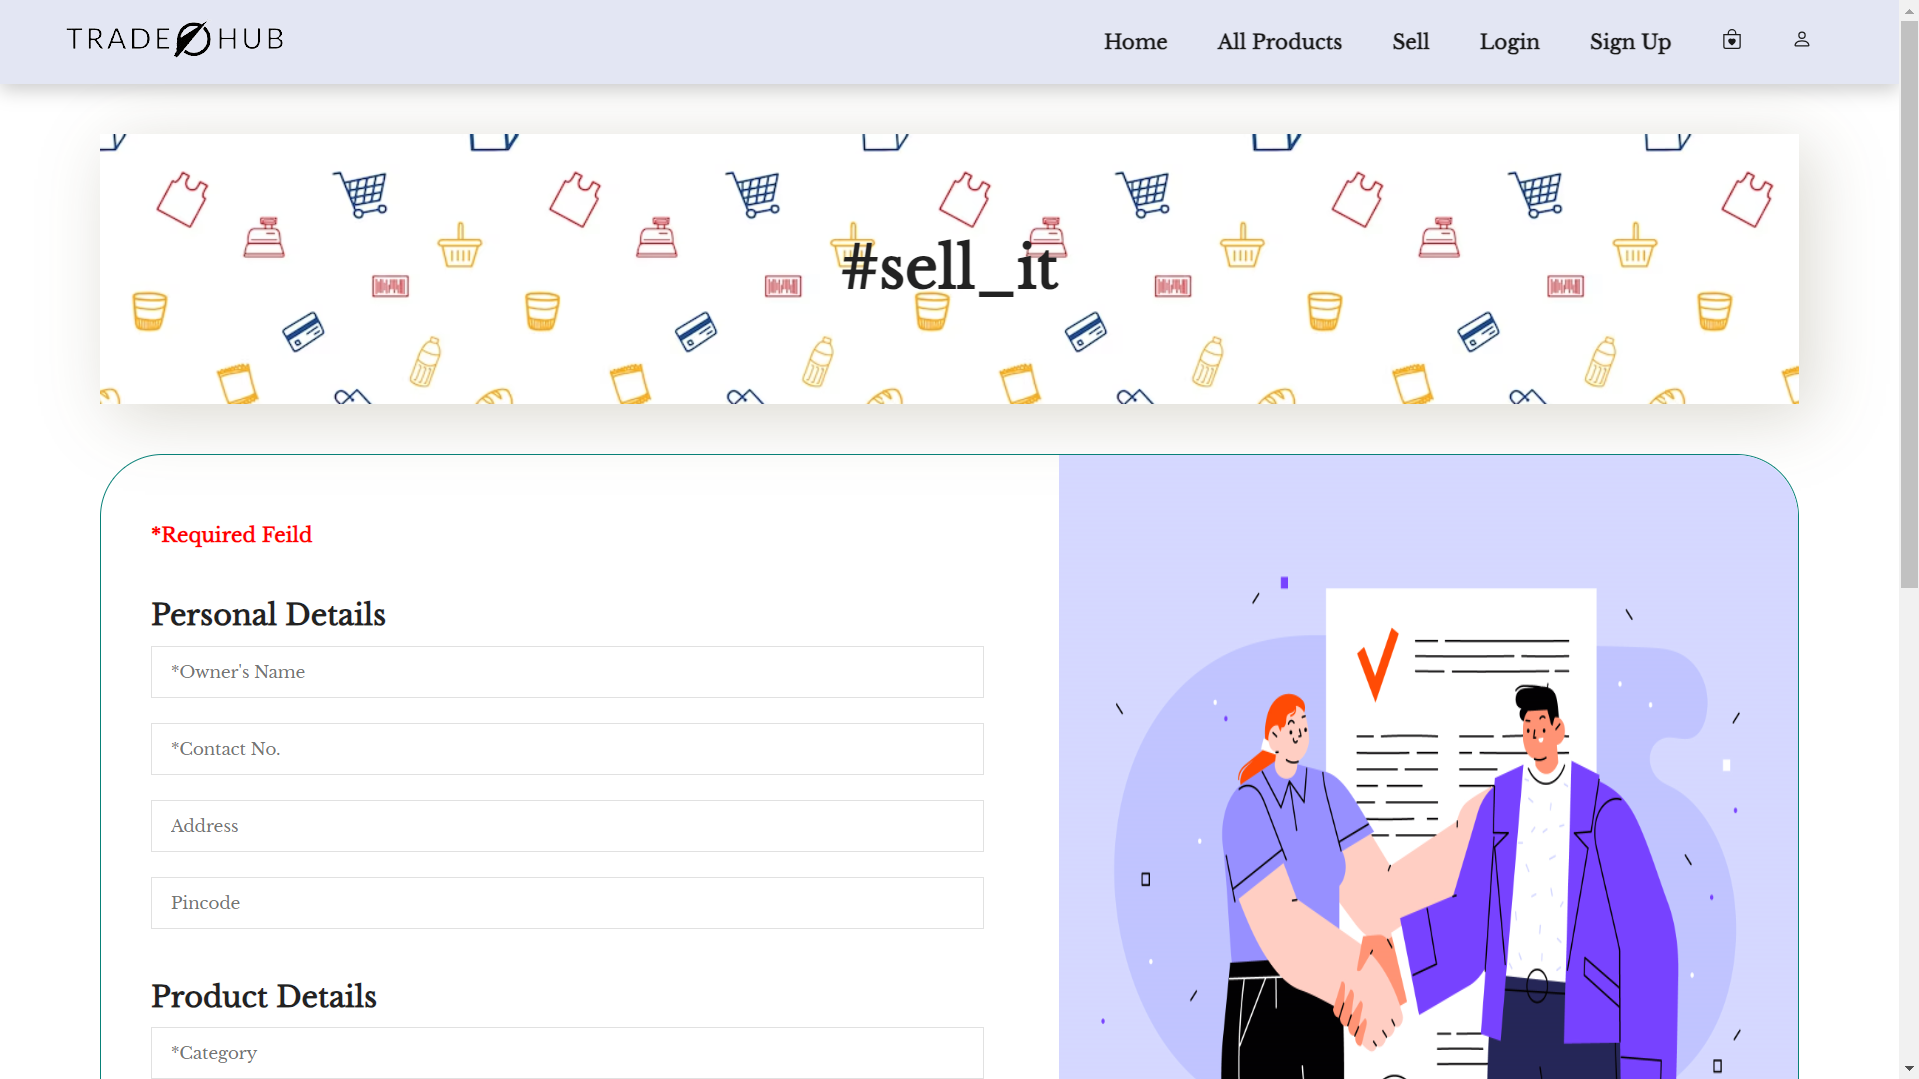 TRADE HUB
Home All Products Sell Login Sign Up
#sell_it
*Required Feild
Personal Details
*Owner's Name
*Contact No.
Address
Pincode
Product Details
*Category